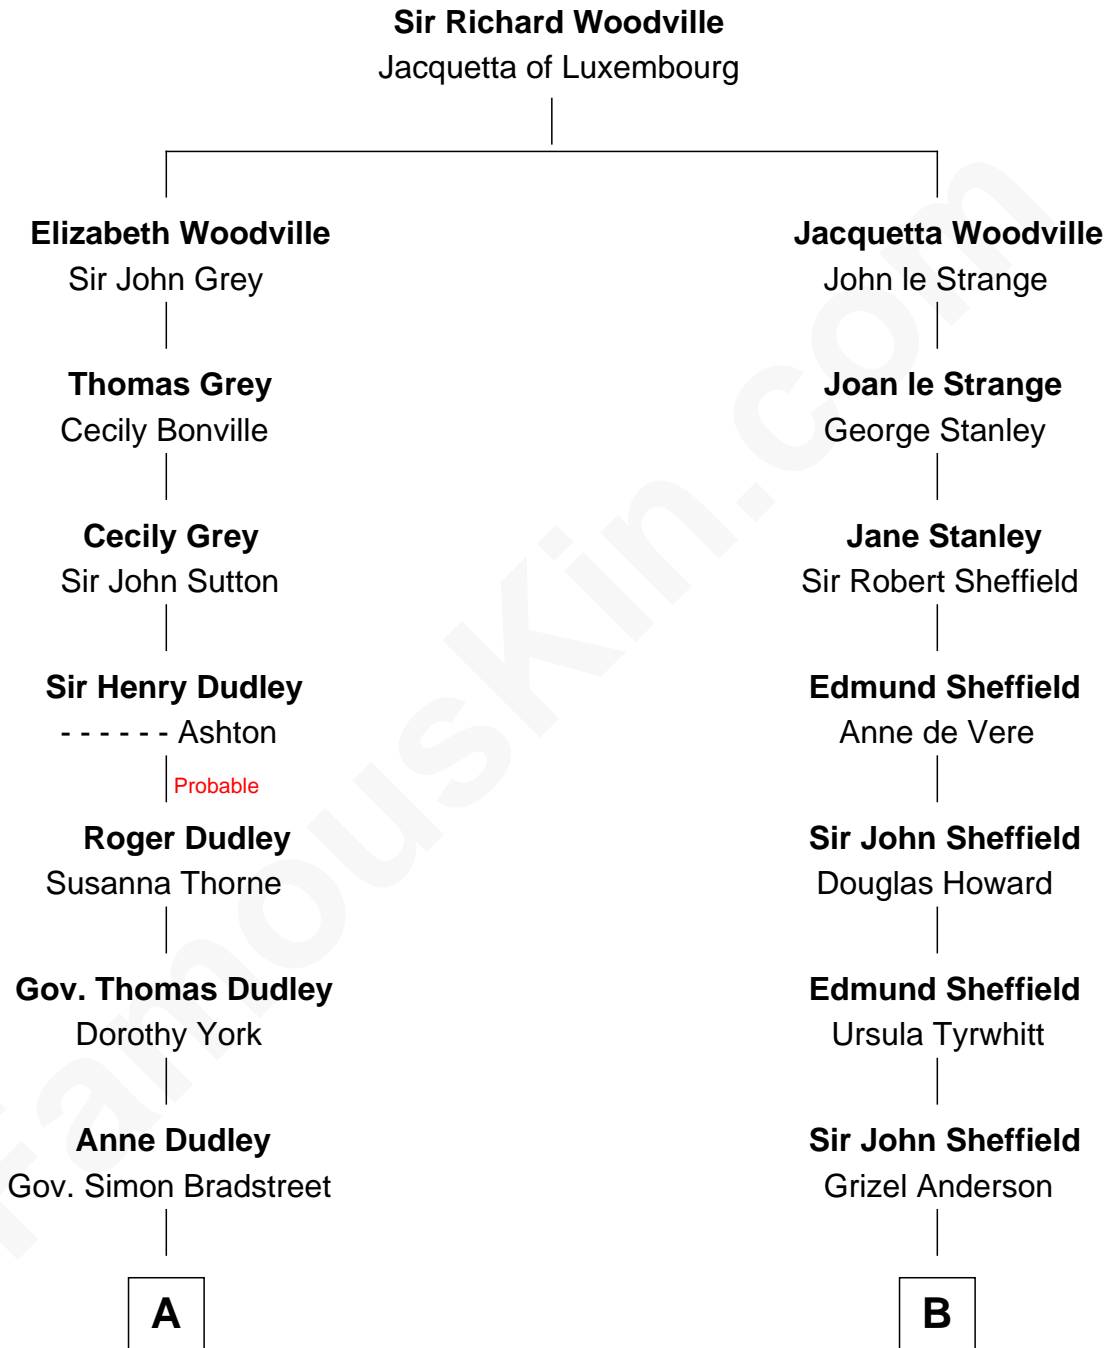 Sir Richard Woodville
Jacquetta of Luxembourg
Elizabeth Woodville
Sir John Grey
Thomas Grey
Cecily Bonville
Cecily Grey
Sir John Sutton
Sir Henry Dudley
- - - - - - Ashton
Probable
Roger Dudley
Susanna Thorne
Gov. Thomas Dudley
Dorothy York
Anne Dudley
Gov. Simon Bradstreet
A
Jacquetta Woodville
John le Strange
Joan le Strange
George Stanley
Jane Stanley
Sir Robert Sheffield
Edmund Sheffield
Anne de Vere
Sir John Sheffield
Douglas Howard
Edmund Sheffield
Ursula Tyrwhitt
Sir John Sheffield
Grizel Anderson
B
FamousKin.com